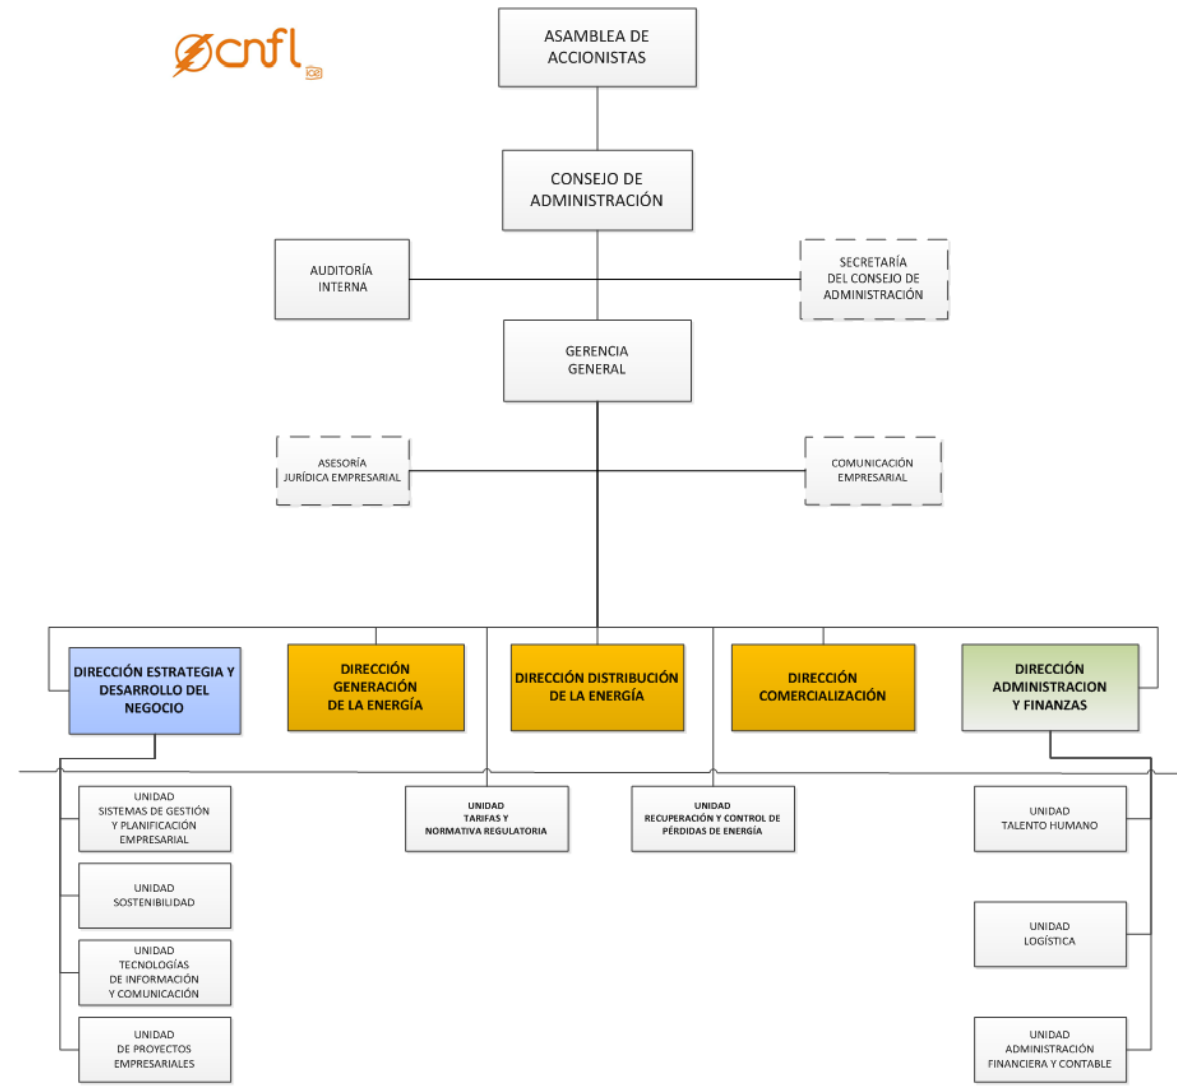 cnfl
ice
ASAMBLEA DE
ACCIONISTAS
CONSEJO DE
ADMINISTRACIÓN
AUDITORÍA
INTERNA
SECRETARÍA
DEL CONSEJO DE
ADMINISTRACIÓN
GERENCIA
GENERAL
ASESORÍA
JURÍDICA EMPRESARIAL
COMUNICACIÓN
EMPRESARIAL
DIRECCIÓN ESTRATEGIA Y
DESARROLLO DEL
NEGOCIO
DIRECCIÓN
GENERACIÓN
DE LA ENERGÍA
DIRECCIÓN DISTRIBUCIÓN
DE LA ENERGÍA
DIRECCIÓN
COMERCIALIZACIÓN
DIRECCIÓN
ADMINISTRACION
Y FINANZAS
UNIDAD
SISTEMAS DE GESTIÓN
Y PLANIFICACIÓN
EMPRESARIAL
UNIDAD
SOSTENIBILIDAD
UNIDAD
TECNOLOGÍAS
DE INFORMACIÓN
Y COMUNICACIÓN
UNIDAD
DE PROYECTOS
EMPRESARIALES
UNIDAD
TARIFAS Y
NORMATIVA REGULATORIA
UNIDAD
RECUPERACIÓN Y CONTROL DE
PÉRDIDAS DE ENERGÍA
UNIDAD
TALENTO HUMANO
UNIDAD
LOGÍSTICA
UNIDAD
ADMINISTRACIÓN
FINANCIERA Y CONTABLE